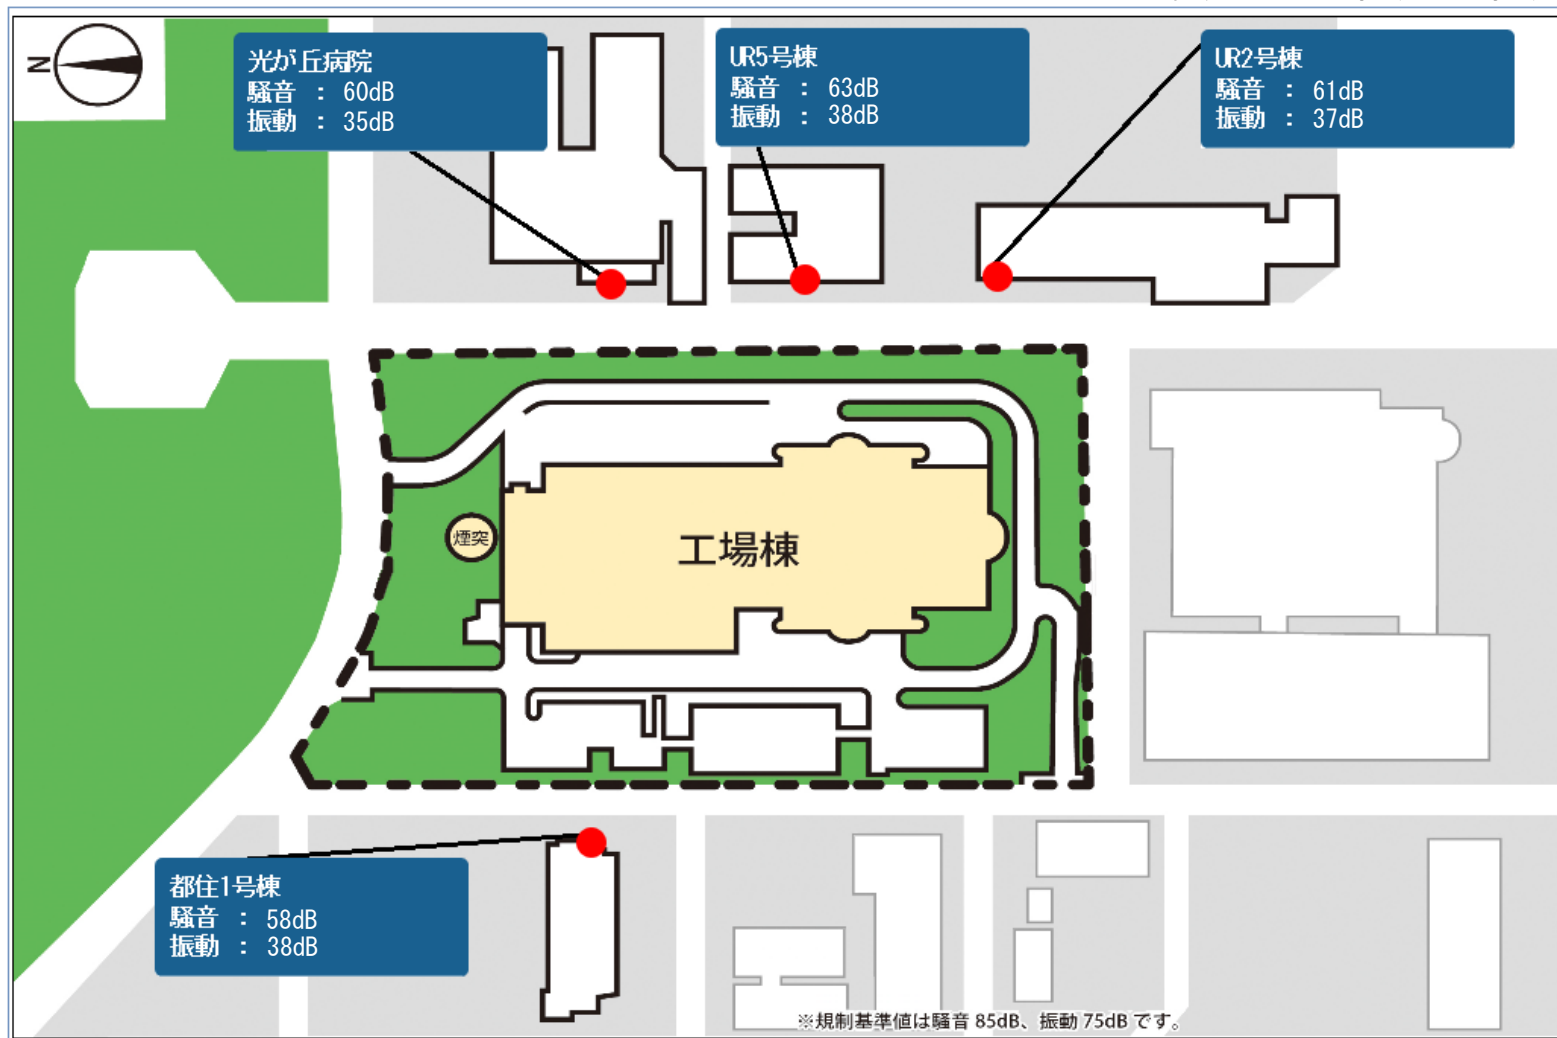 N
光が丘病院
騒音 : 60dB
振動 : 35dB
UR5号棟
騒音 : 63dB
振動 : 38dB
UR2号棟
騒音 : 61dB
振動 : 37dB
煙突
工場棟
都住1号棟
騒音 : 58dB
振動 : 38dB
※規制基準値は騒音 85dB、振動 75dB です。